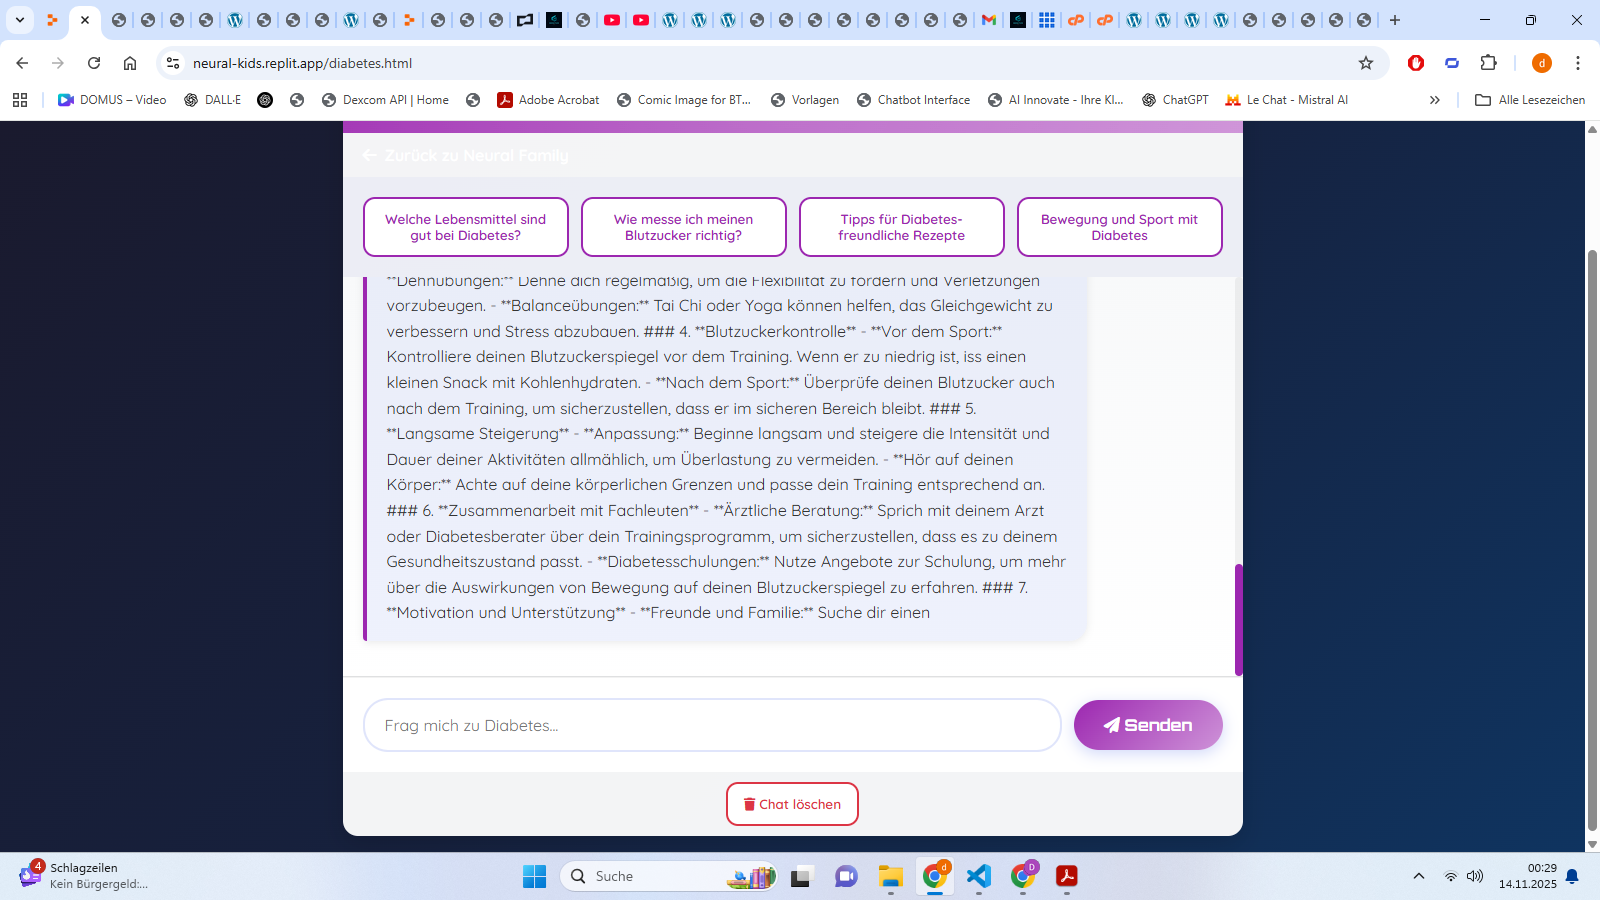 neural-kids.replit.app/diabetes.html
d
DOMUS – Video
DALL·E
Dexcom API | Home
Adobe Acrobat
Comic Image for BT...
Vorlagen
Chatbot Interface
AI Innovate - Ihre KI...
ChatGPT
Le Chat - Mistral AI
Alle Lesezeichen
Zurück zu Neural Family
Welche Lebensmittel sind
gut bei Diabetes?
Wie messe ich meinen
Blutzucker richtig?
Tipps für Diabetes-
freundliche Rezepte
Bewegung und Sport mit
Diabetes
**Dehnübungen:** Dehne dich regelmäßig, um die Flexibilität zu fördern und Verletzungen
vorzubeugen. - **Balanceübungen:** Tai Chi oder Yoga können helfen, das Gleichgewicht zu
verbessern und Stress abzubauen. ### 4. **Blutzuckerkontrolle** - **Vor dem Sport:**
Kontrolliere deinen Blutzuckerspiegel vor dem Training. Wenn er zu niedrig ist, iss einen
kleinen Snack mit Kohlenhydraten. - **Nach dem Sport:** Überprüfe deinen Blutzucker auch
nach dem Training, um sicherzustellen, dass er im sicheren Bereich bleibt. ### 5.
**Langsame Steigerung** - **Anpassung:** Beginne langsam und steigere die Intensität und
Dauer deiner Aktivitäten allmählich, um Überlastung zu vermeiden. - **Hör auf deinen
Körper:** Achte auf deine körperlichen Grenzen und passe dein Training entsprechend an.
### 6. **Zusammenarbeit mit Fachleuten** - **Ärztliche Beratung:** Sprich mit deinem Arzt
oder Diabetesberater über dein Trainingsprogramm, um sicherzustellen, dass es zu deinem
Gesundheitszustand passt. - **Diabetesschulungen:** Nutze Angebote zur Schulung, um mehr
über die Auswirkungen von Bewegung auf deinen Blutzuckerspiegel zu erfahren. ### 7.
**Motivation und Unterstützung** - **Freunde und Familie:** Suche dir einen
Frag mich zu Diabetes...
Senden
Chat löschen
4
Schlagzeilen
Kein Bürgergeld:...
Suche
d
D
00:29
14.11.2025